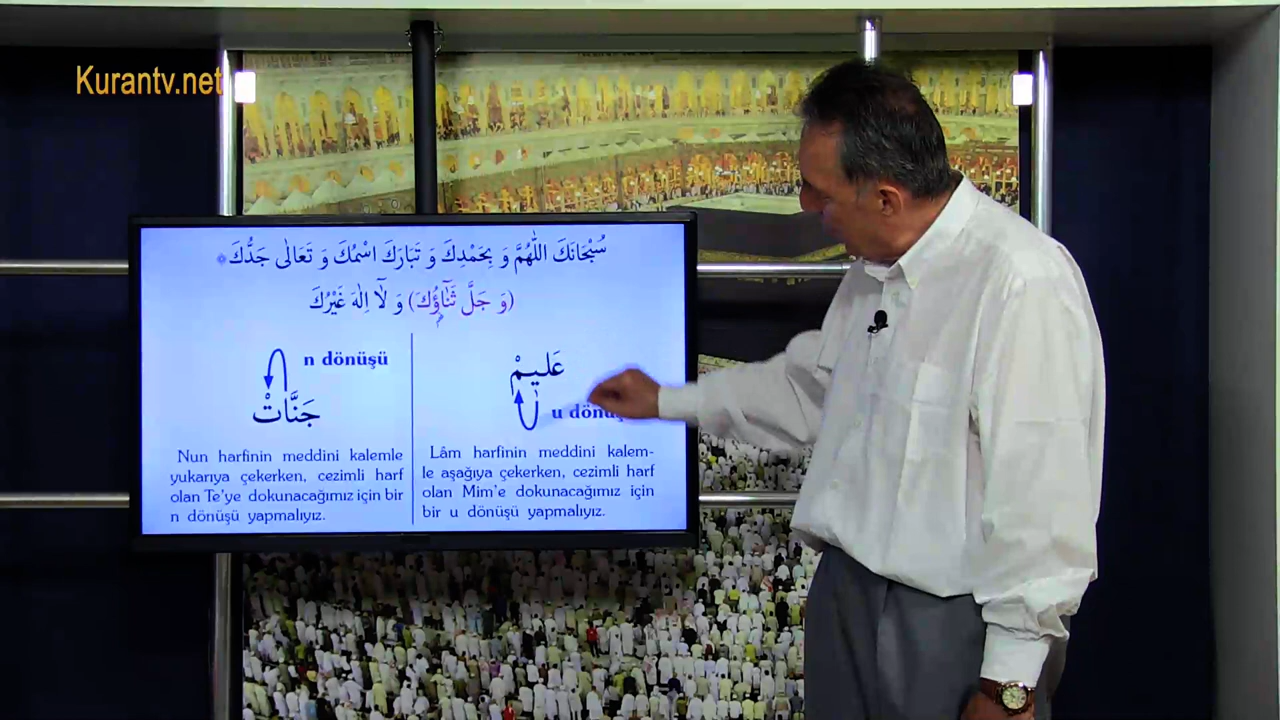 Kurantv.net
سُبْحَانَكَ اللّٰهُمَّ وَ بِحَمْدِكَ وَ تَبَارَكَ اسْمُكَ وَ تَعَالٰى جَدُّكَ
(وَ جَلَّ ثَنَٓاؤُكَ) وَ لَٓا اِلٰهَ غَيْرُكَ
n dönüşü
جَنَّاتْ
Nun harfinin meddini kalemle
yukarıya çekerken, cezimli harf
olan Te'ye dokunacağımız için bir
n dönüşü yapmalıyız.
عَلِيمْ
u dönüş
Lâm harfinin meddini kalem-
le aşağıya çekerken, cezimli harf
olan Mim'e dokunacağımız için
bir u dönüşü yapmalıyız.